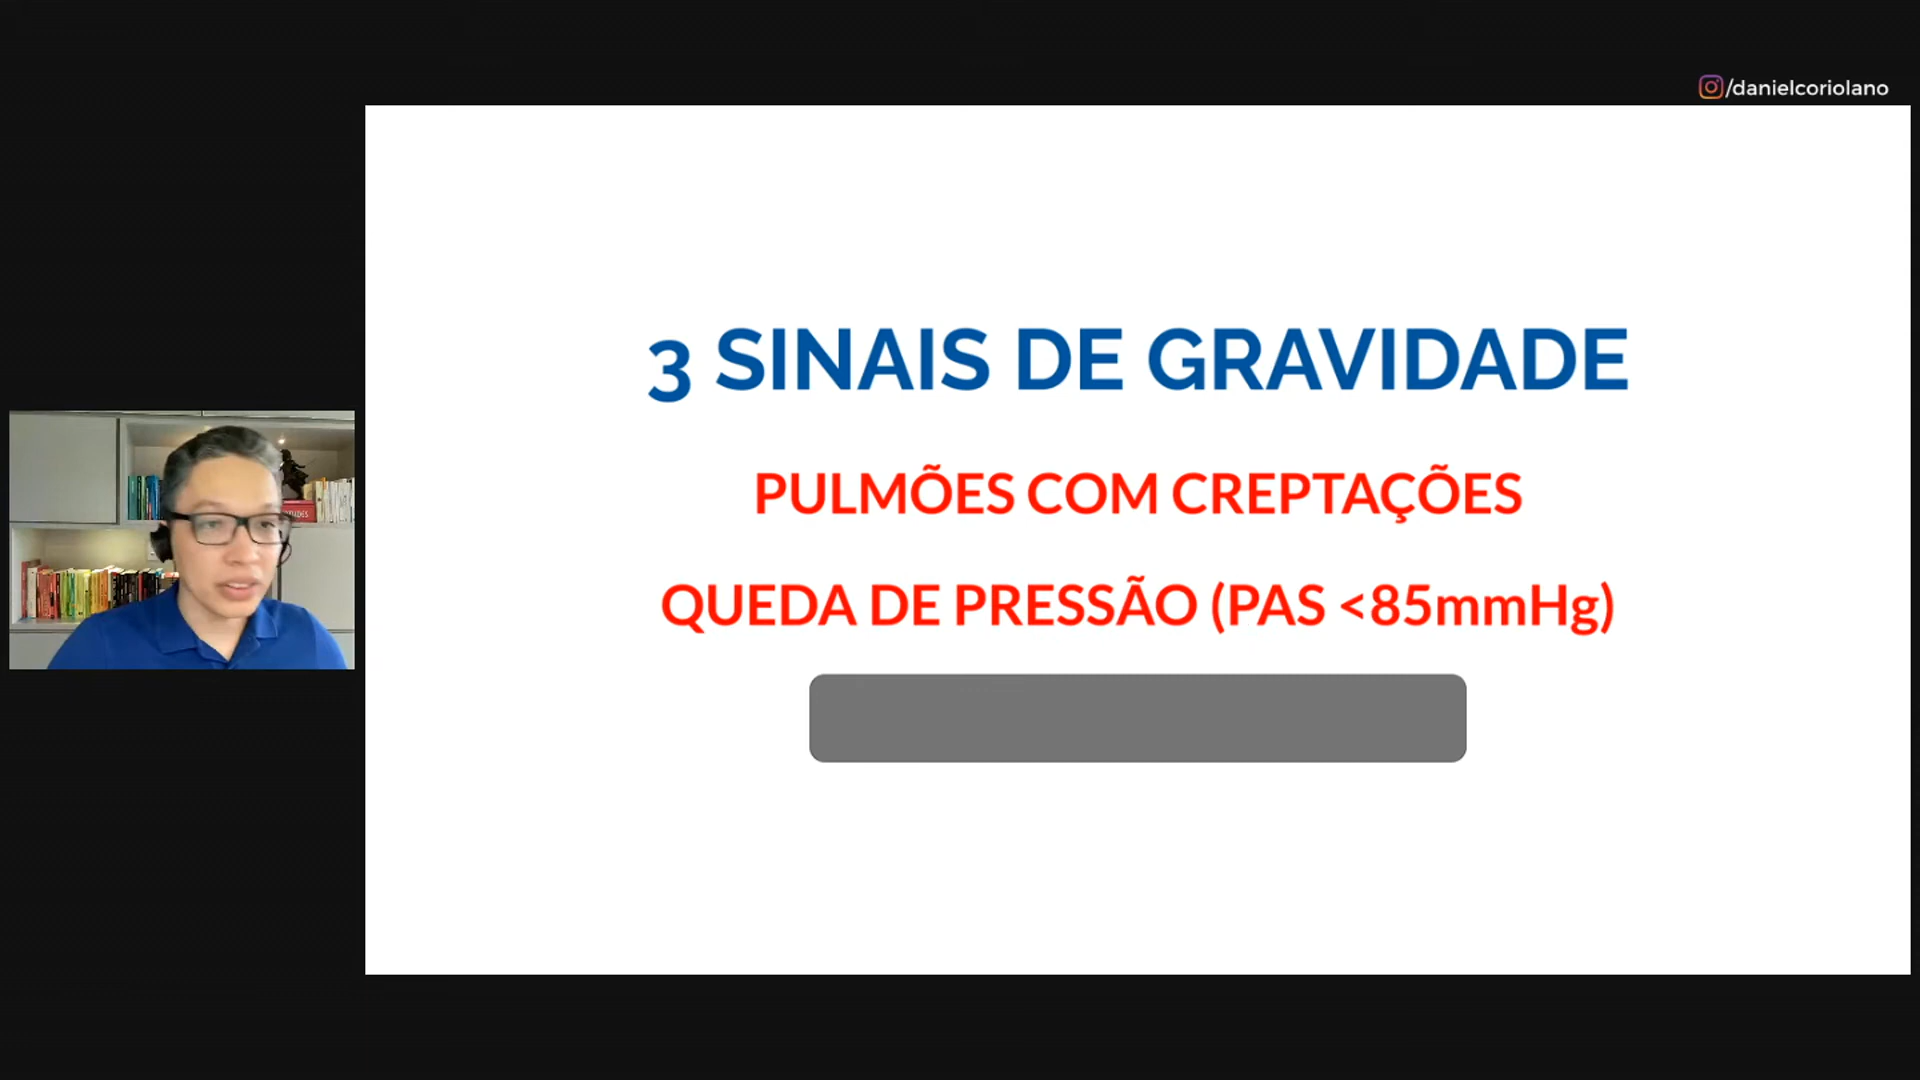 /danielcoriolano
3 SINAIS DE GRAVIDADE
PULMÕES COM CREPTAÇÕES
QUEDA DE PRESSÃO (PAS <85mmHg)